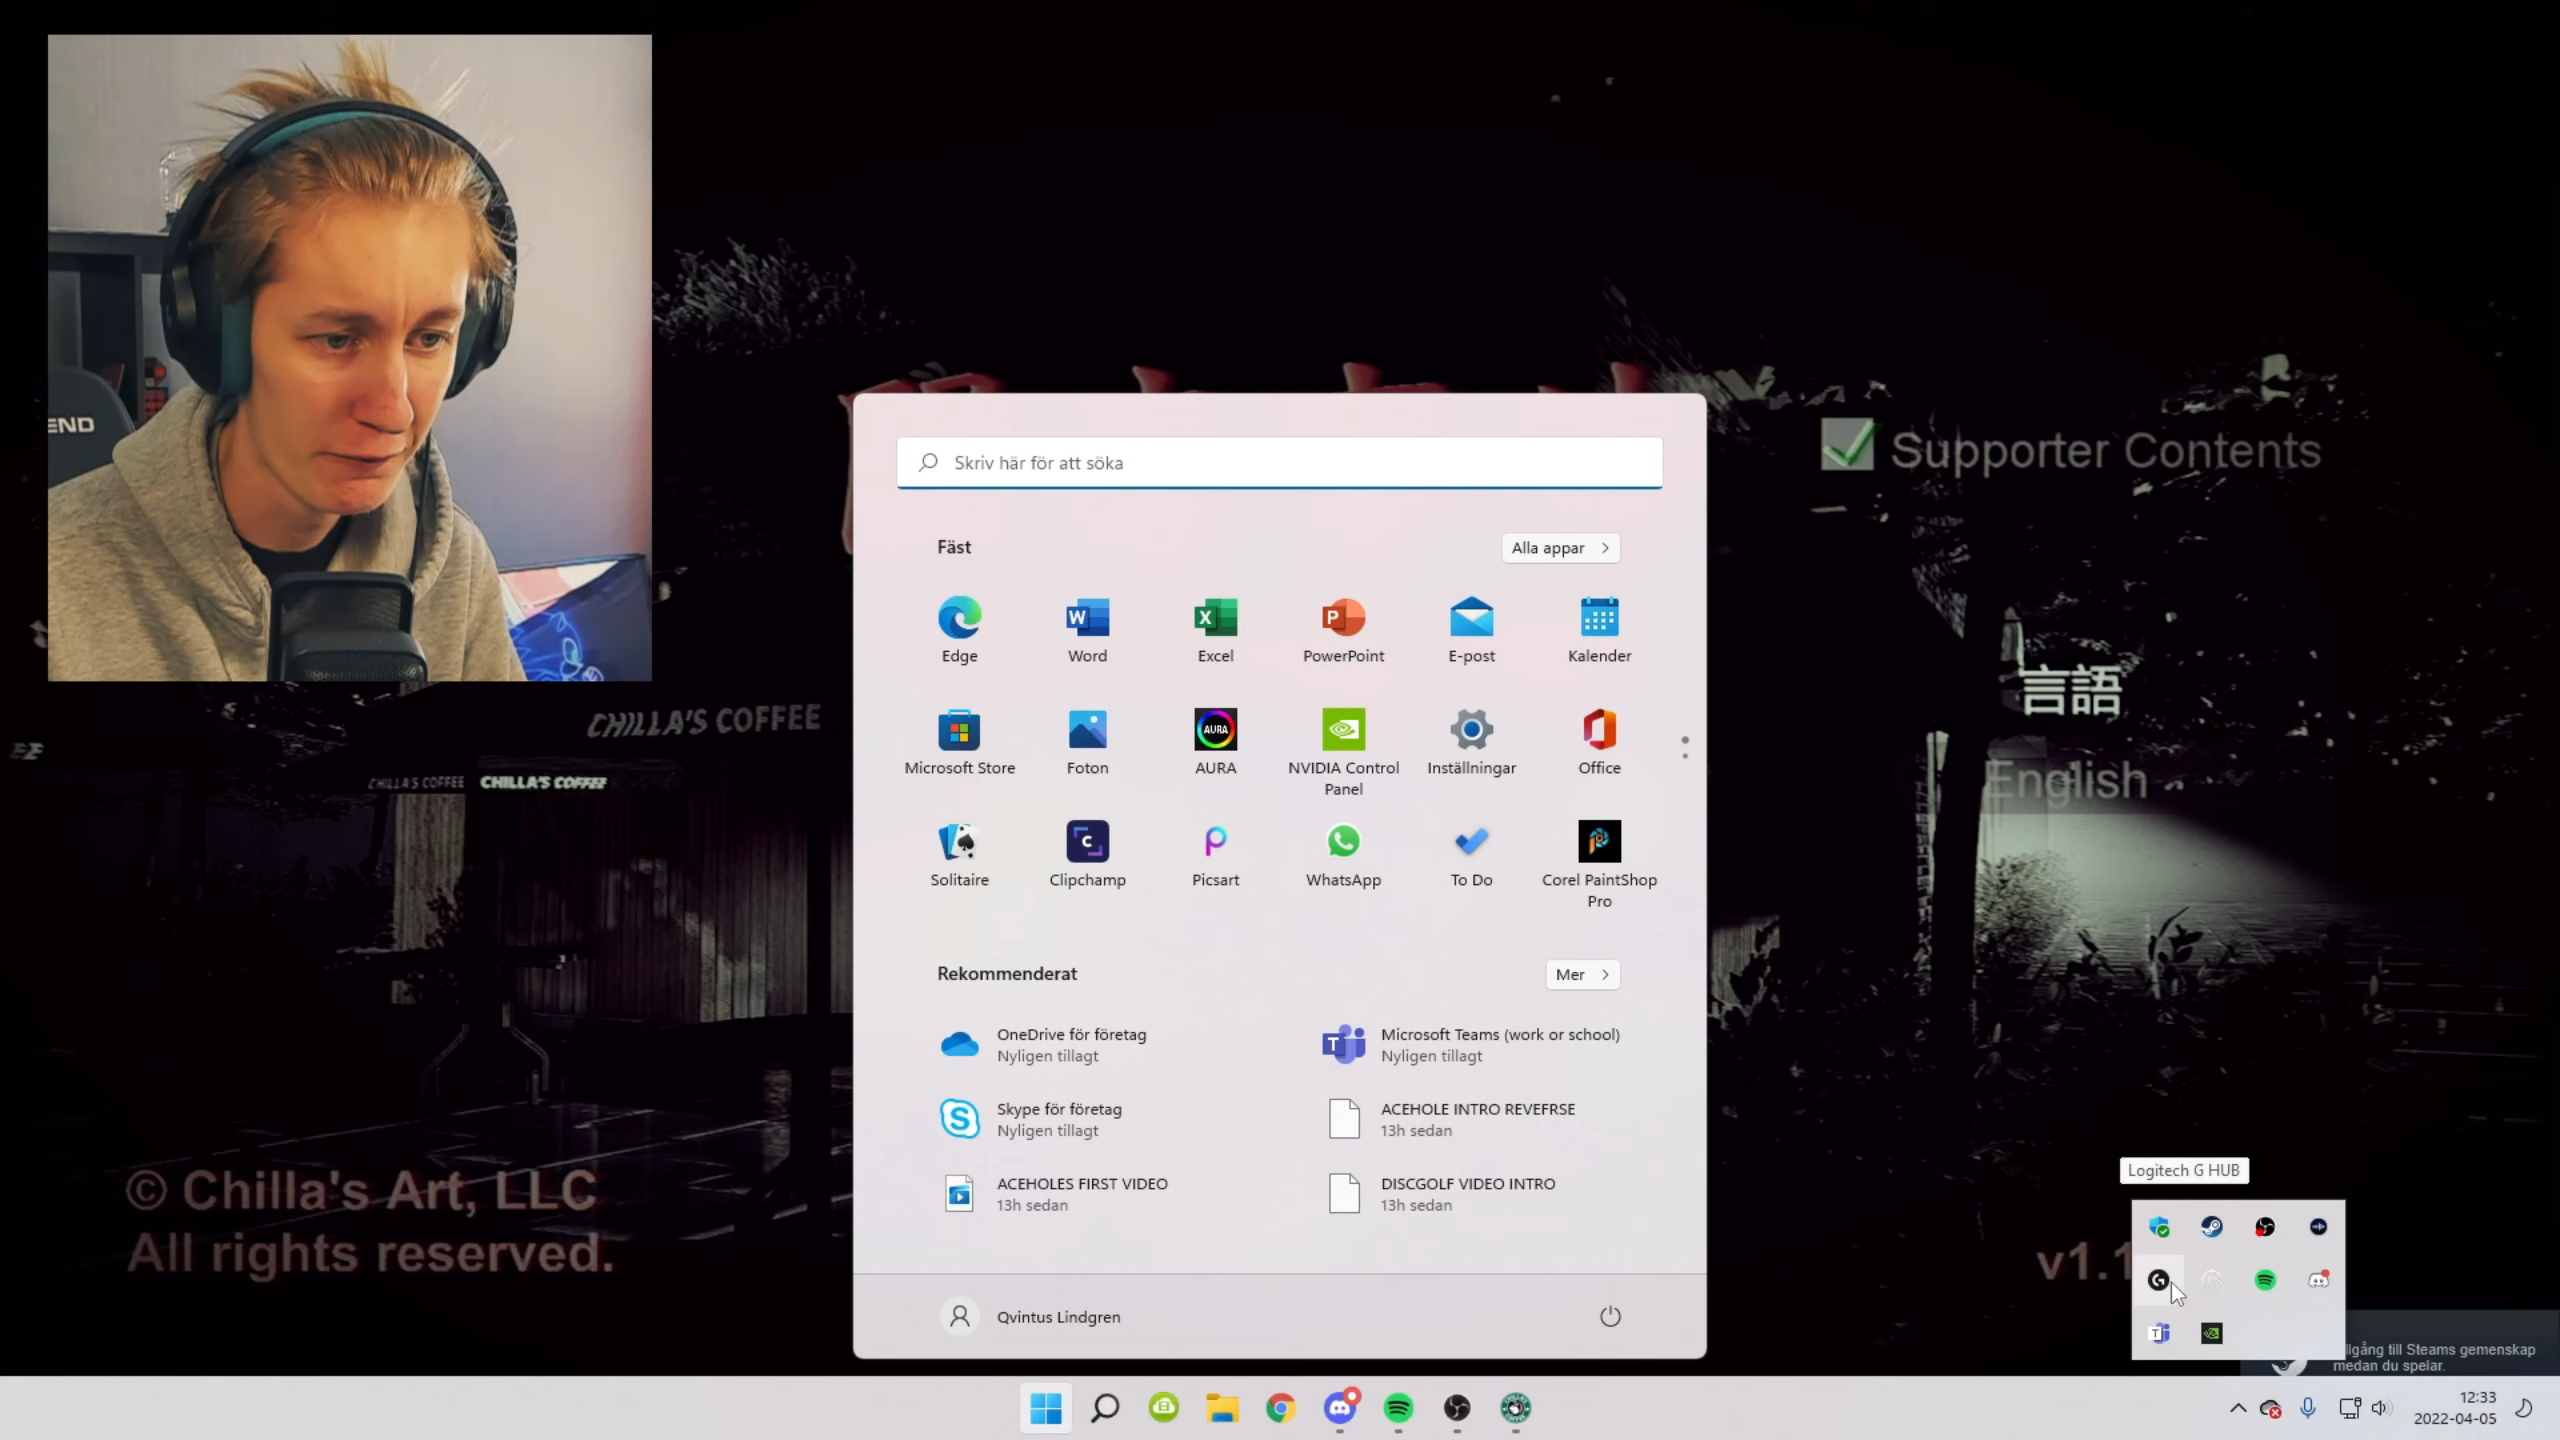 END
Supporter Contents
言語
English
CHILLA'S COFFEE
CHILLA'S COFFEE
CHILLA'S COFFEE
© Chilla's Art, LLC
All rights reserved.
Skriv här för att söka
Fäst
Alla appar
Edge
Word
Excel
PowerPoint
E-post
Kalender
Microsoft Store
Foton
AURA
AURA
NVIDIA Control
Panel
Inställningar
Office
Solitaire
Clipchamp
Picsart
WhatsApp
To Do
Corel PaintShop
Pro
Rekommenderat
Mer
OneDrive för företag
Nyligen tillagt
Microsoft Teams (work or school)
Nyligen tillagt
Skype för företag
Nyligen tillagt
ACEHOLE INTRO REVEFRSE
13h sedan
ACEHOLES FIRST VIDEO
13h sedan
DISCGOLF VIDEO INTRO
13h sedan
Qvintus Lindgren
Logitech G HUB
v1.1
till Steams gemenskap
medan du spelar.
12:33
2022-04-05